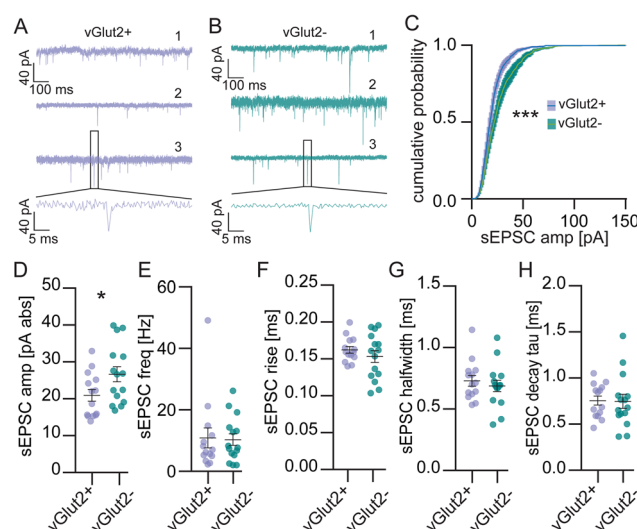 A
vGlut2+
1
40 pA
100 ms
2
3
40 pA
5 ms
B
vGlut2-
1
40 pA
100 ms
2
3
40 pA
5 ms
C
cumulative probability
1.0
0.5
0.0
0
50
100
150
sEPSC amp [pA]
***
vGlut2+
vGlut2-
D
sEPSC amp [pA abs]
50
40
30
20
10
0
*
vGlut2+
vGlut2-
E
sEPSC freq [Hz]
60
40
20
0
vGlut2+
vGlut2-
F
sEPSC rise [ms]
0.25
0.20
0.15
0.10
0.05
0.00
vGlut2+
vGlut2-
G
sEPSC halfwidth [ms]
1.5
1.0
0.5
0.0
vGlut2+
vGlut2-
H
sEPSC decay tau [ms]
2.0
1.5
1.0
0.5
0.0
vGlut2+
vGlut2-